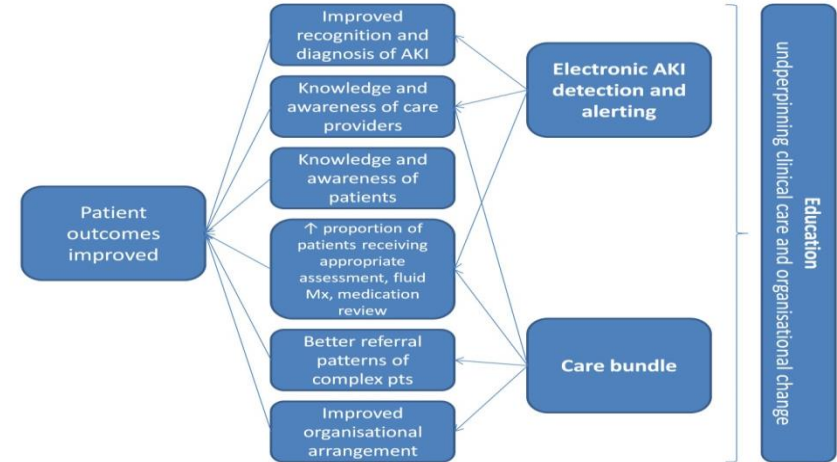 Improved
recognition and
diagnosis of AKI
Knowledge and
awareness of care
providers
Knowledge and
awareness of
patients
↑ proportion of
patients receiving
appropriate
assessment, fluid
Mx, medication
review
Better referral
patterns of
complex pts
Improved
organisational
arrangement
Patient
outcomes
improved
Electronic AKI
detection and
alerting
Care bundle
Education
undperpinning clinical care and organisational change